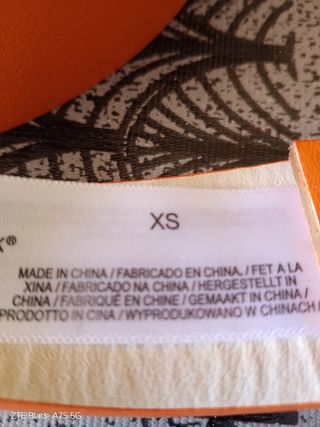 XS
®
MADE IN CHINA / FABRICADO EN CHINA. / FET A LA
XINA / FABRICADO NA CHINA / HERGESTELLT IN
CHINA / FABRIQUÉ EN CHINE / GEMAAKT IN CHINA /
PRODOTTO IN CINA / WYPRODUKOWANO W CHINACH /
ZTE Blade A75 5G